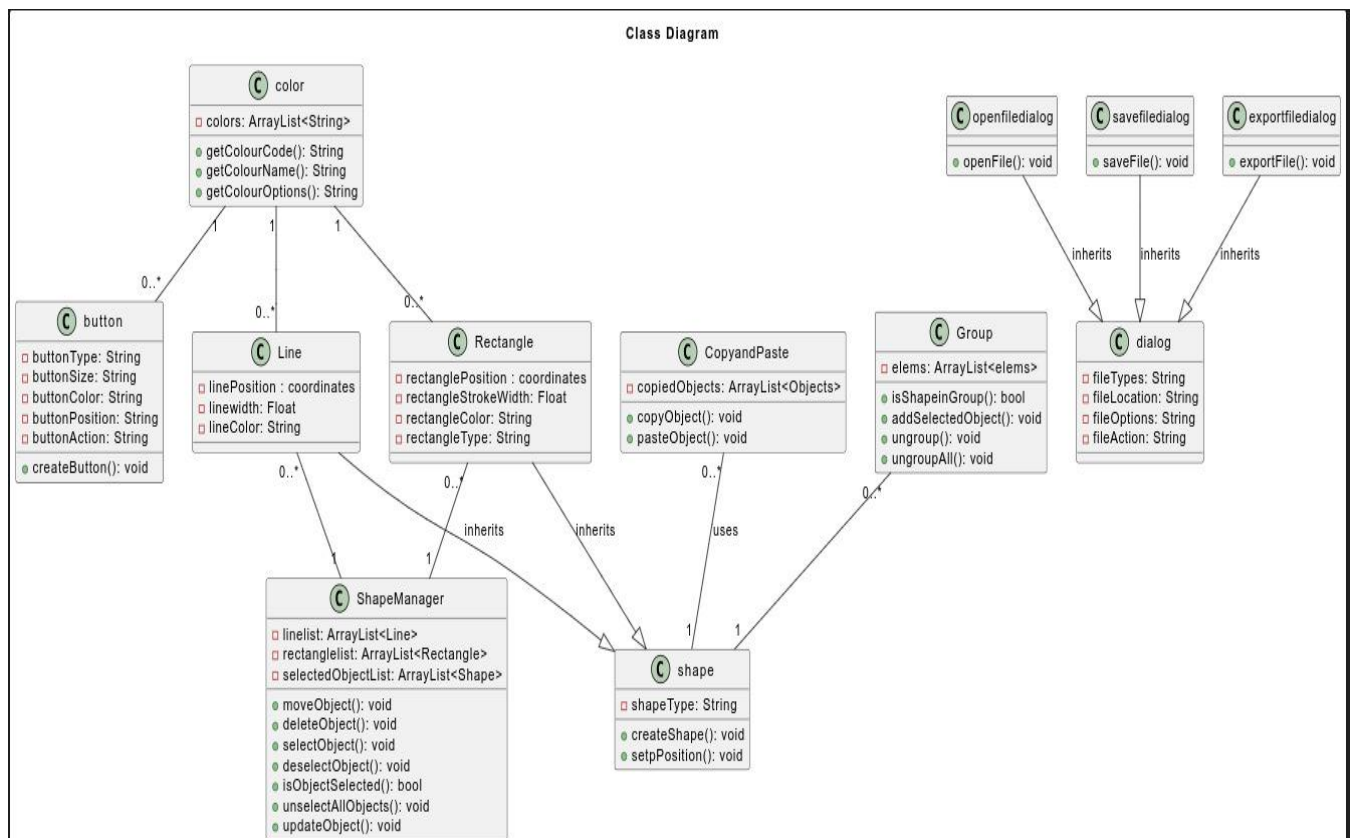 Class Diagram
C color
colors: ArrayList<String>
getColourCode(): String
getColourName(): String
getColourOptions(): String
C openfiledialog
openFile(): void
C savefiledialog
saveFile(): void
C exportfiledialog
exportFile(): void
1
1
1
0..*
0..*
0..*
inherits
inherits
inherits
C button
buttonType: String
buttonSize: String
buttonColor: String
buttonPosition: String
buttonAction: String
createButton(): void
C Line
linePosition : coordinates
linewidth: Float
lineColor: String
C Rectangle
rectanglePosition : coordinates
rectangleStrokeWidth: Float
rectangleColor: String
rectangleType: String
C CopyandPaste
copiedObjects: ArrayList<Objects>
copyObject(): void
pasteObject(): void
C Group
elems: ArrayList<elems>
isShapeinGroup(): bool
addSelectedObject(): void
ungroup(): void
ungroupAll(): void
C dialog
fileTypes: String
fileLocation: String
fileOptions: String
fileAction: String
0..*
0..*
0..*
0..*
inherits
inherits
uses
1
1
1
1
C ShapeManager
linelist: ArrayList<Line>
rectanglelist: ArrayList<Rectangle>
selectedObjectList: ArrayList<Shape>
moveObject(): void
deleteObject(): void
selectObject(): void
deselectObject(): void
isObjectSelected(): bool
unselectAllObjects(): void
updateObject(): void
C shape
shapeType: String
createShape(): void
setpPosition(): void